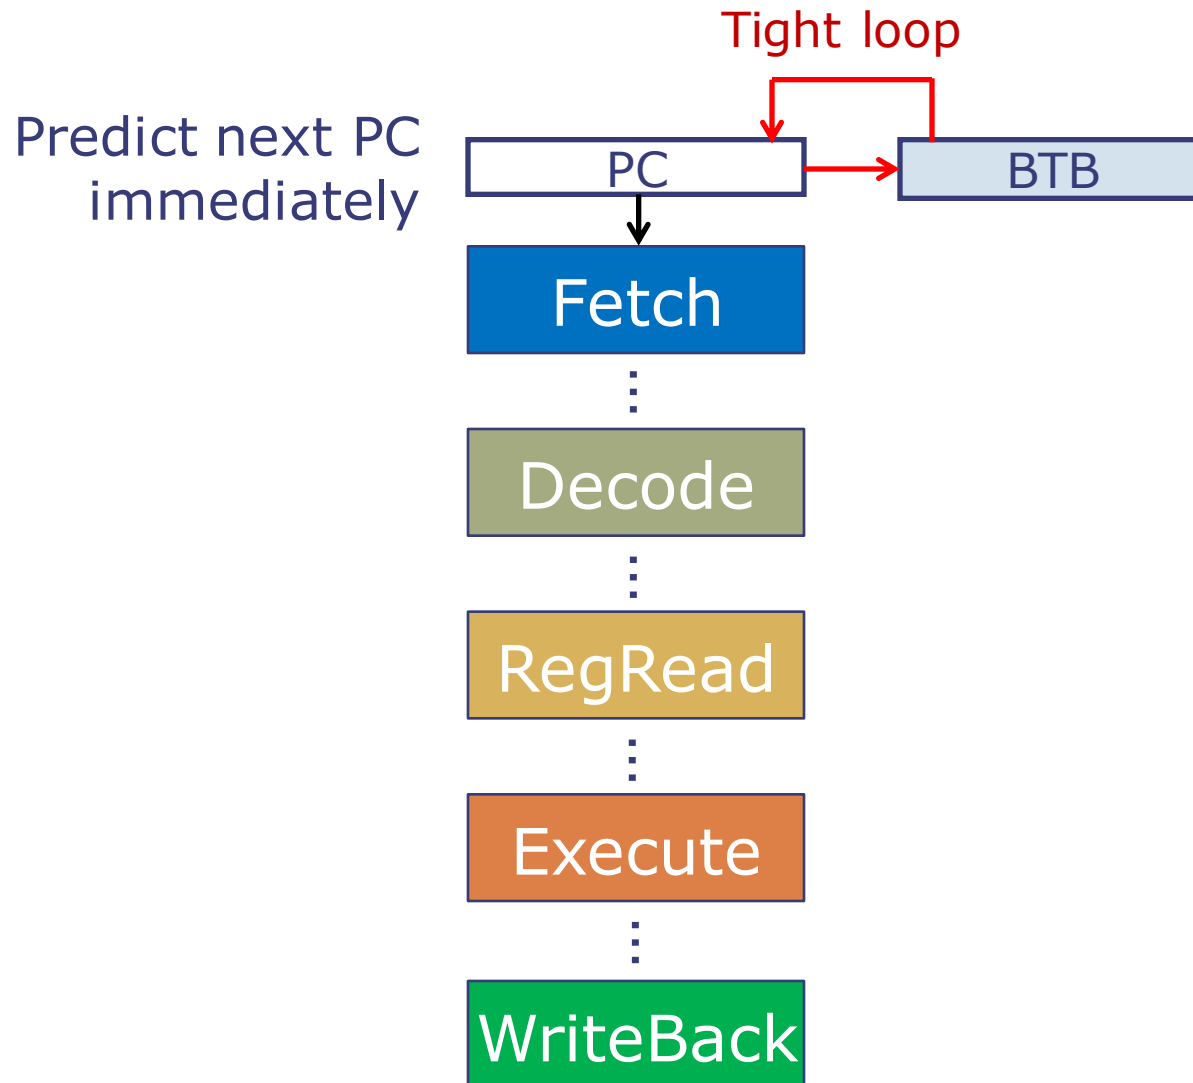 Tight loop
Predict next PC
immediately
PC
BTB
Fetch
Decode
RegRead
Execute
WriteBack